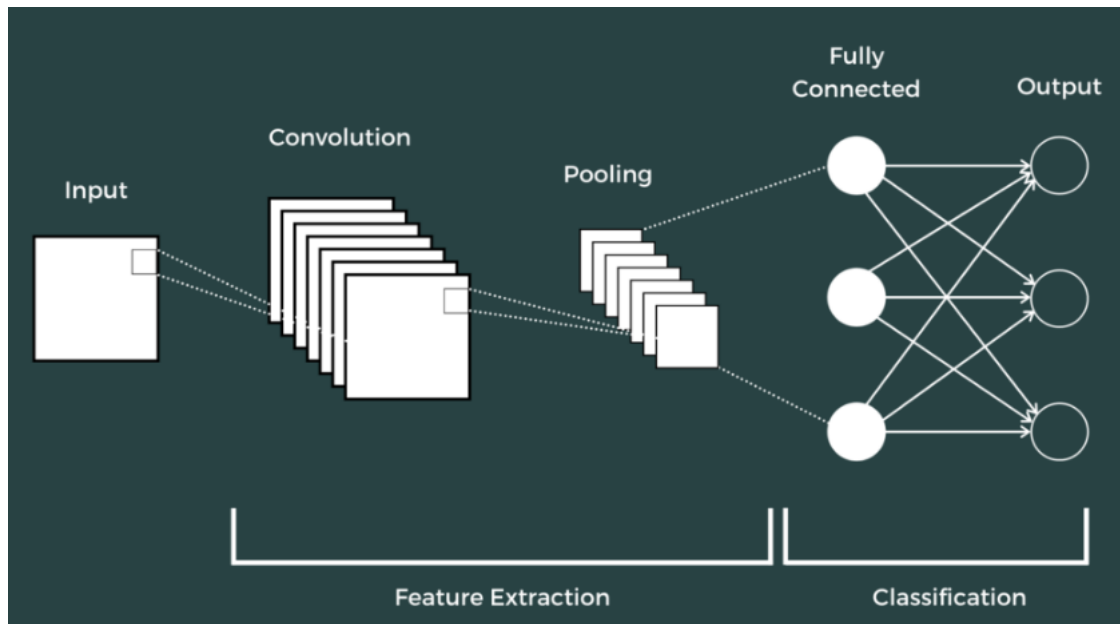 Input
Convolution
Pooling
Fully
Connected
Output
Feature Extraction
Classification